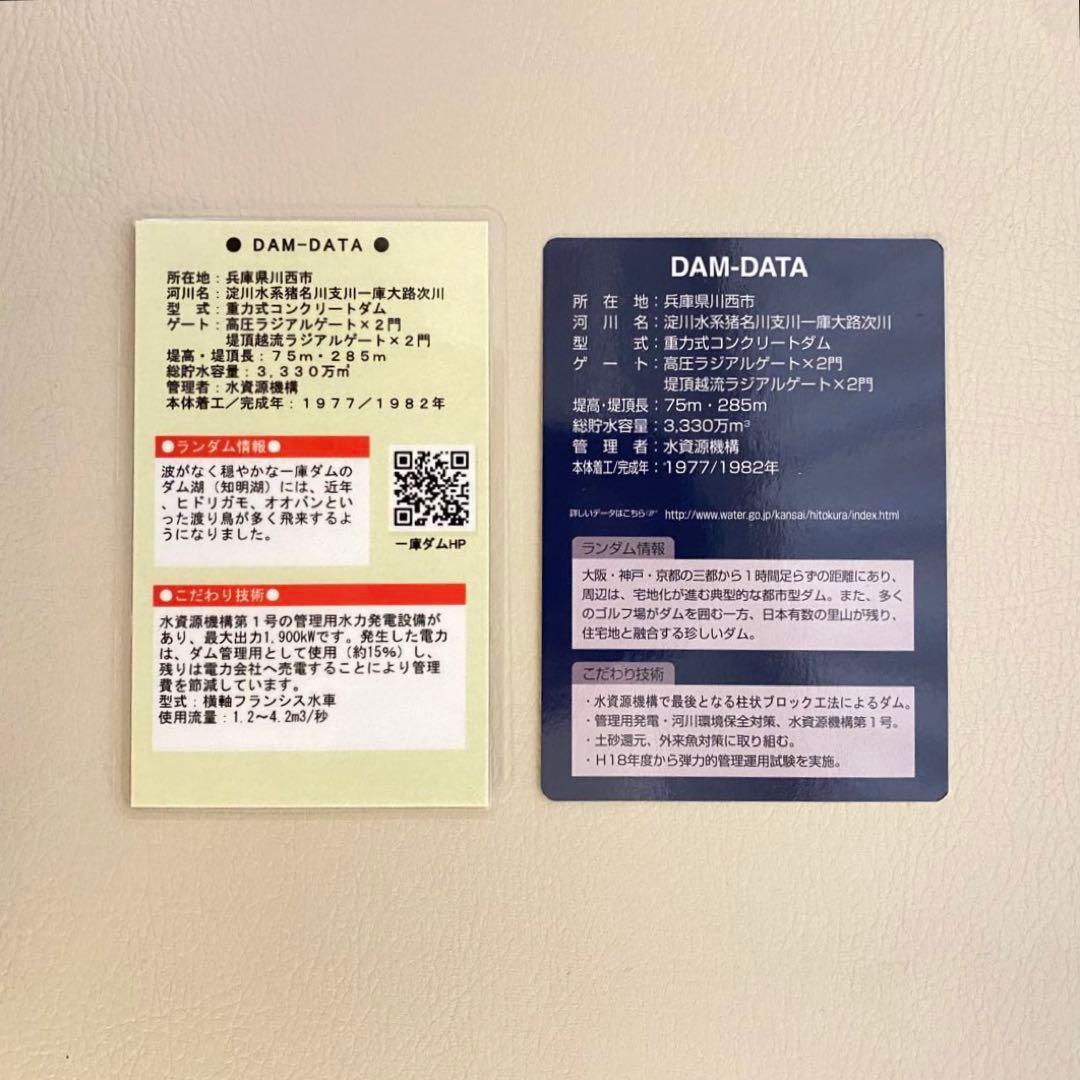 ● DAM-DATA ●
所在地：兵庫県川西市
河川名：淀川水系猪名川支川一庫大路次川
型　式：重力式コンクリートダム
ゲート：高圧ラジアルゲート×２門
堤頂越流ラジアルゲート×２門
堤高・堤頂長：７５ｍ・２８５ｍ
総貯水容量：３，３３０万㎥
管理者：水資源機構
本体着工／完成年：１９７７／１９８２年
●ランダム情報●
波がなく穏やかな一庫ダムの
ダム湖（知明湖）には、近年
、ヒドリガモ、オオバンとい
った渡り鳥が多く飛来するよ
うになりました。
一庫ダムHP
●こだわり技術●
水資源機構第１号の管理用水力発電設備が
あり、最大出力1,900kWです。発生した電力
は、ダム管理用として使用（約15%）し、
残りは電力会社へ売電することにより管理
費を節減しています。
型式：横軸フランシス水車
使用流量：1.2～4.2m3/秒
DAM-DATA
所在地：兵庫県川西市
河川名：淀川水系猪名川支川一庫大路次川
型式：重力式コンクリートダム
ゲート：高圧ラジアルゲート×2門
堤頂越流ラジアルゲート×2門
堤高・堤頂長：75m・285m
総貯水容量：3,330万m³
管理者：水資源機構
本体着工/完成年：1977/1982年
詳しいデータはこちら☞ http://www.water.go.jp/kansai/hitokura/index.html
ランダム情報
大阪・神戸・京都の三都から１時間足らずの距離にあり、
周辺は、宅地化が進む典型的な都市型ダム。また、多く
のゴルフ場がダムを囲む一方、日本有数の里山が残り、
住宅地と融合する珍しいダム。
こだわり技術
・水資源機構で最後となる柱状ブロック工法によるダム。
・管理用発電・河川環境保全対策、水資源機構第１号。
・土砂還元、外来魚対策に取り組む。
・Ｈ18年度から弾力的管理運用試験を実施。